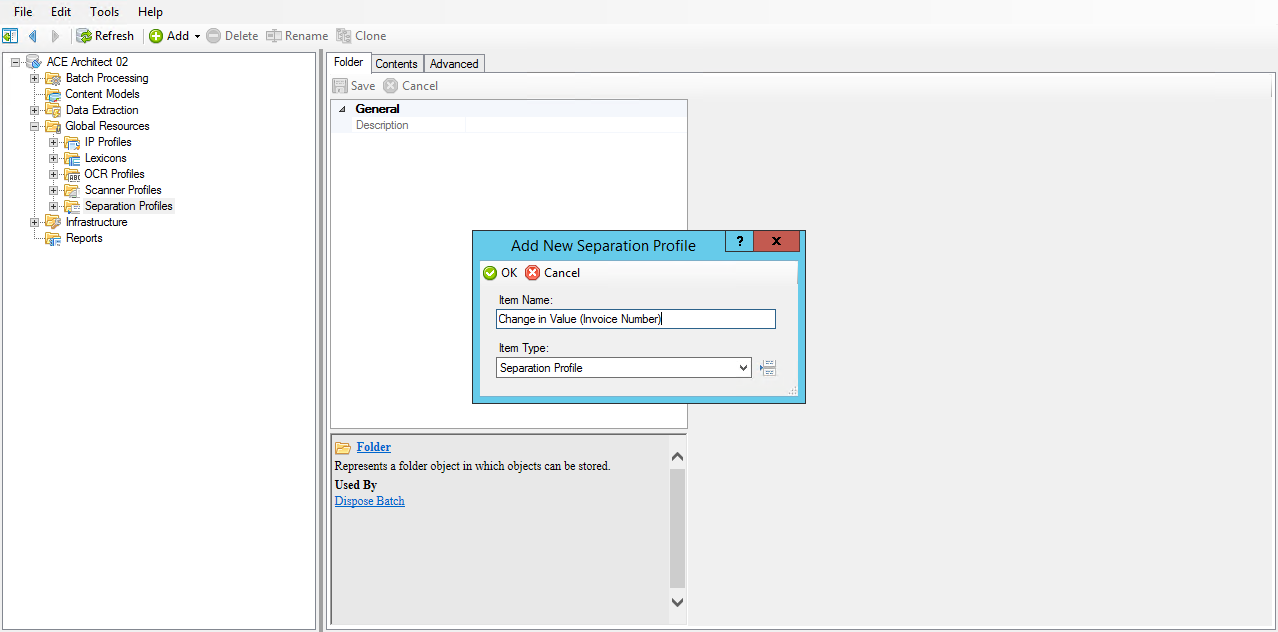 File Edit Tools Help
Refresh Add Delete Rename Clone
ACE Architect 02
Batch Processing
Content Models
Data Extraction
Global Resources
IP Profiles
Lexicons
OCR Profiles
Scanner Profiles
Separation Profiles
Infrastructure
Reports
Folder Contents Advanced
Save Cancel
General
Description
Add New Separation Profile ? X
OK Cancel
Item Name:
Change in Value (Invoice Number)
Item Type:
Separation Profile
Folder
Represents a folder object in which objects can be stored.
Used By
Dispose Batch